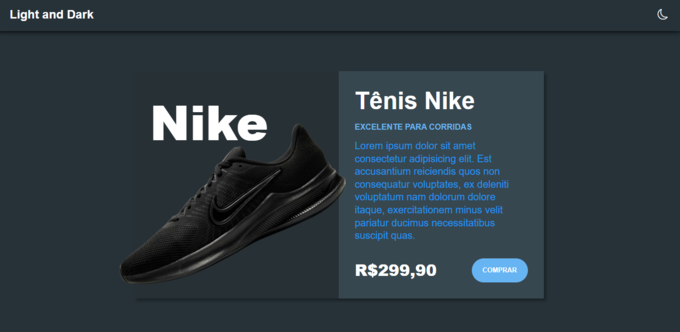 Light and Dark
Nike
Tênis Nike
EXCELENTE PARA CORRIDAS
Lorem ipsum dolor sit amet
consectetur adipisicing elit. Est
accusantium reiciendis quos non
consequatur voluptates, ex deleniti
voluptatum nam dolorum dolore
itaque, exercitationem minus velit
pariatur ducimus necessitatibus
suscipit quas.
R$299,90
COMPRAR